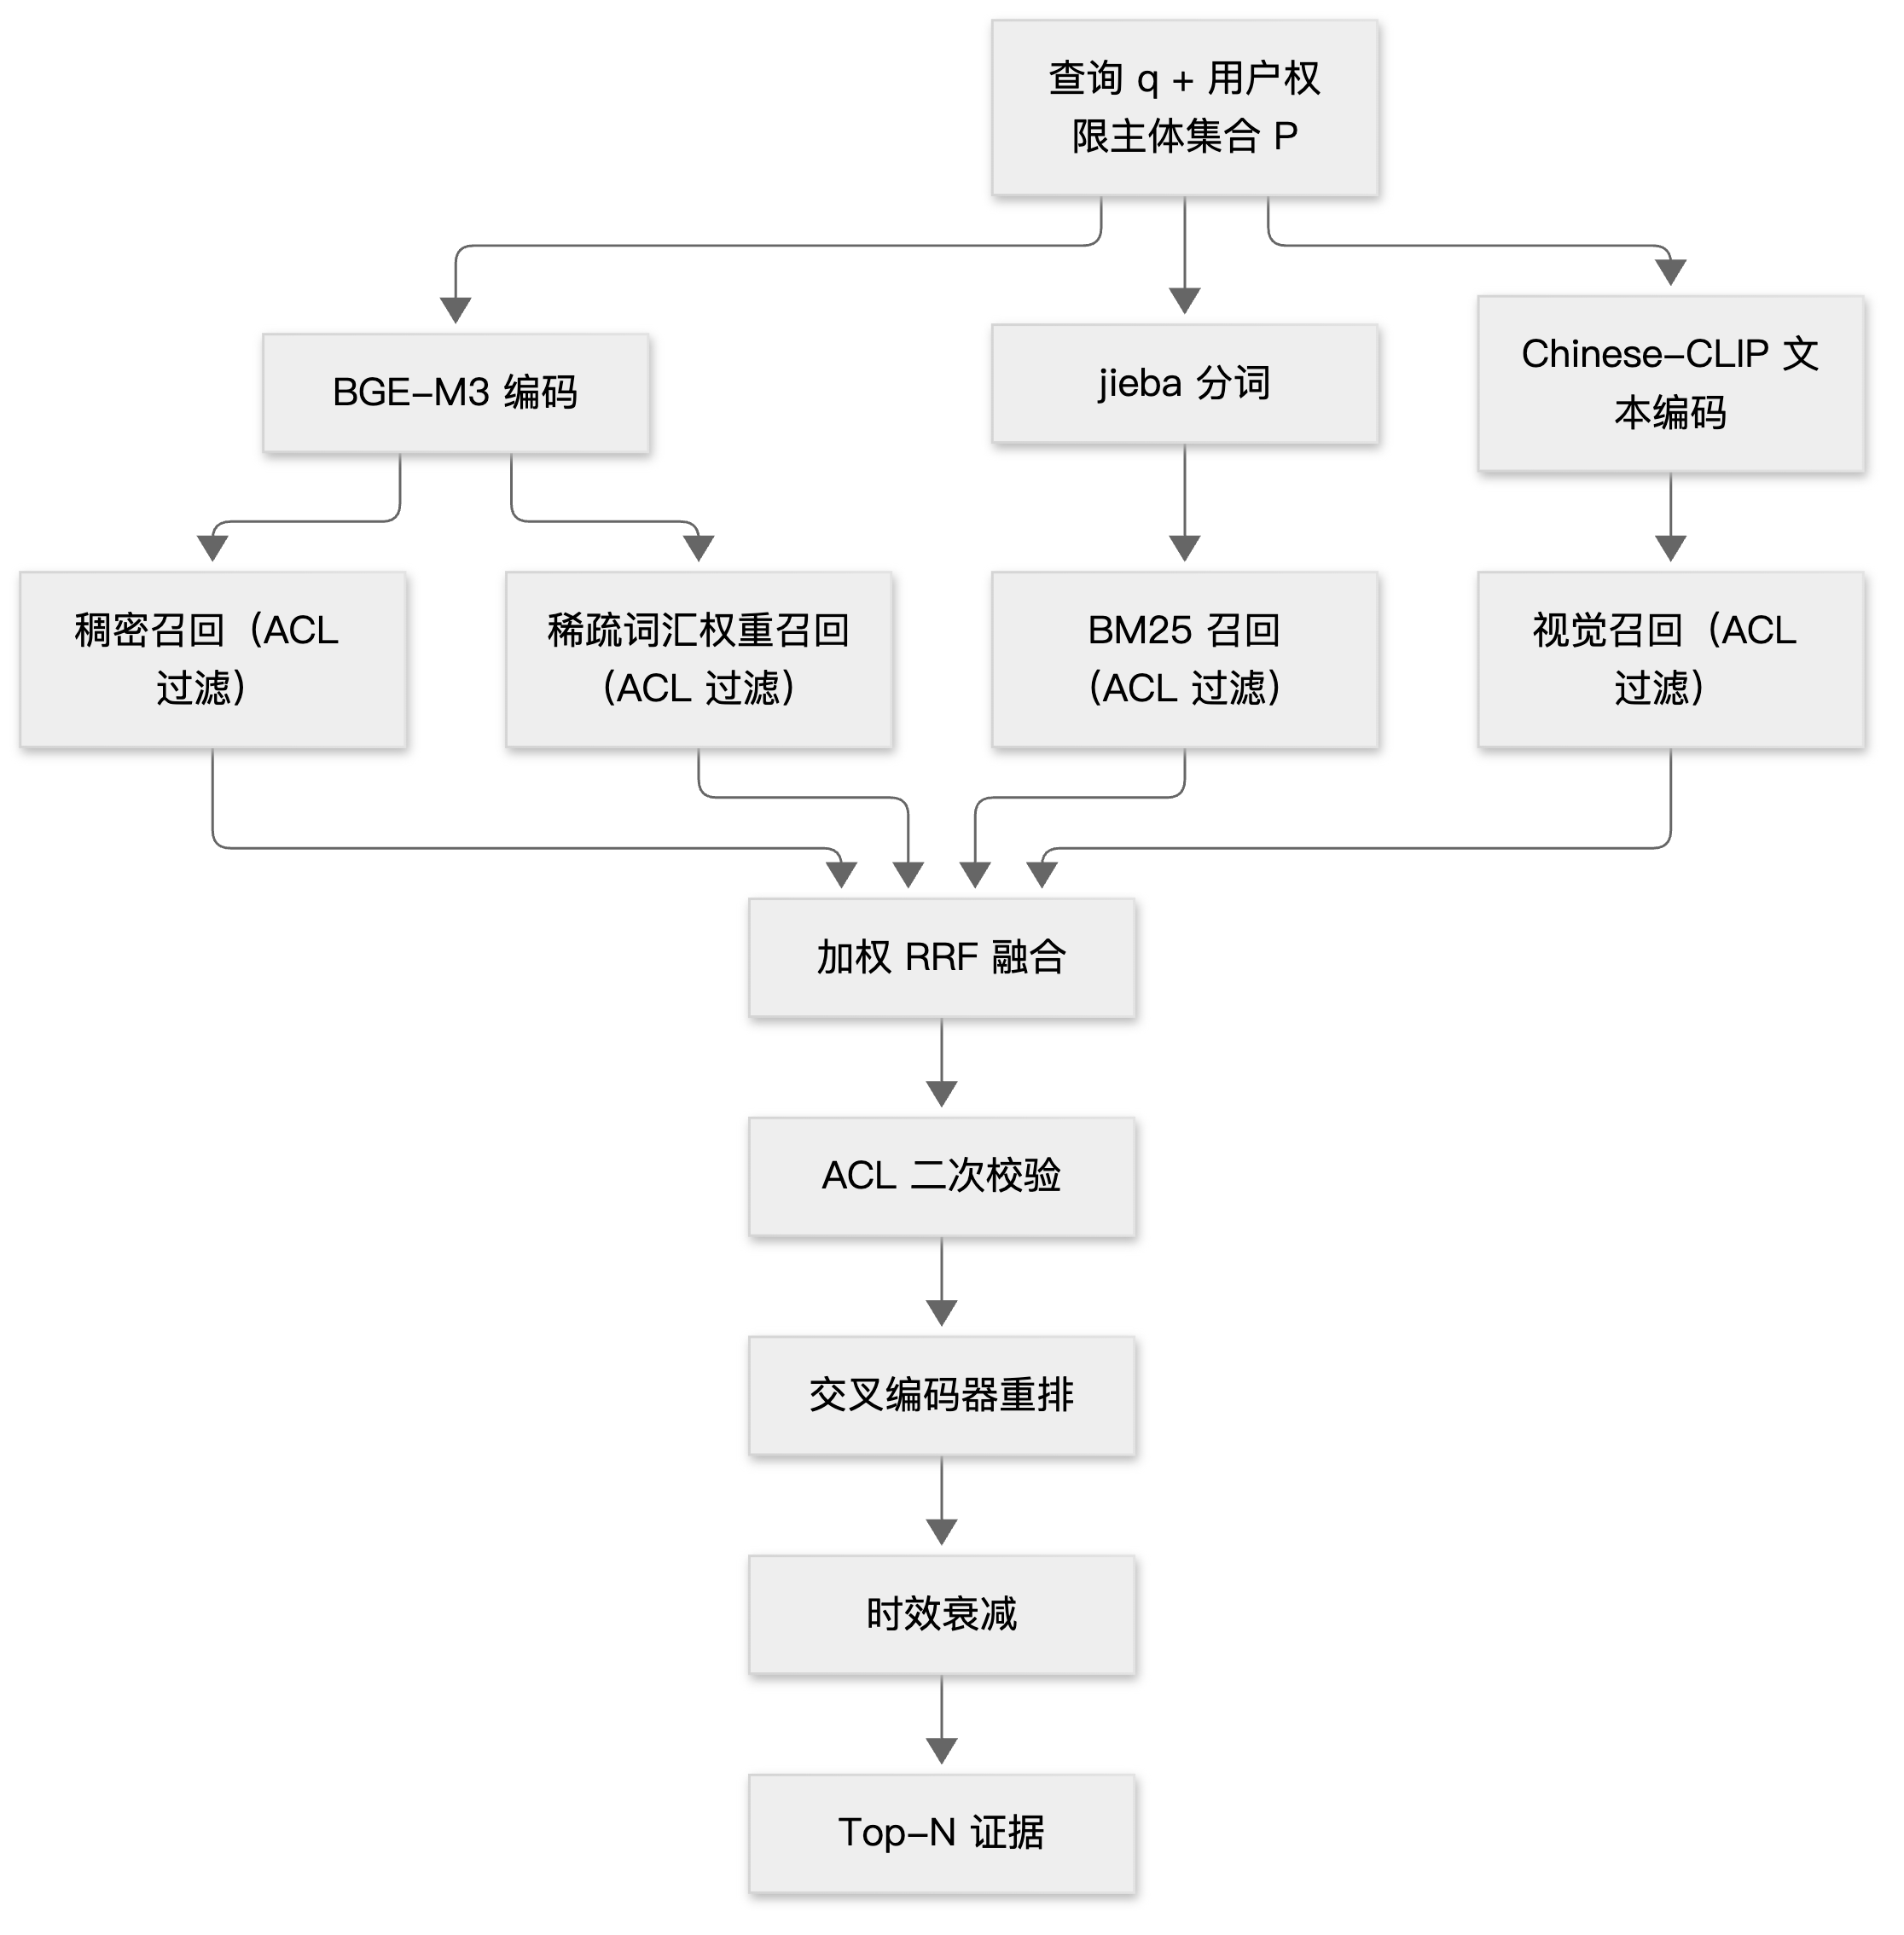 查询 q + 用户权
限主体集合 P
BGE-M3 编码
jieba 分词
Chinese-CLIP 文
本编码
稠密召回（ACL
过滤）
稀疏词汇权重召回
（ACL 过滤）
BM25 召回
（ACL 过滤）
视觉召回（ACL
过滤）
加权 RRF 融合
ACL 二次校验
交叉编码器重排
时效衰减
Top-N 证据